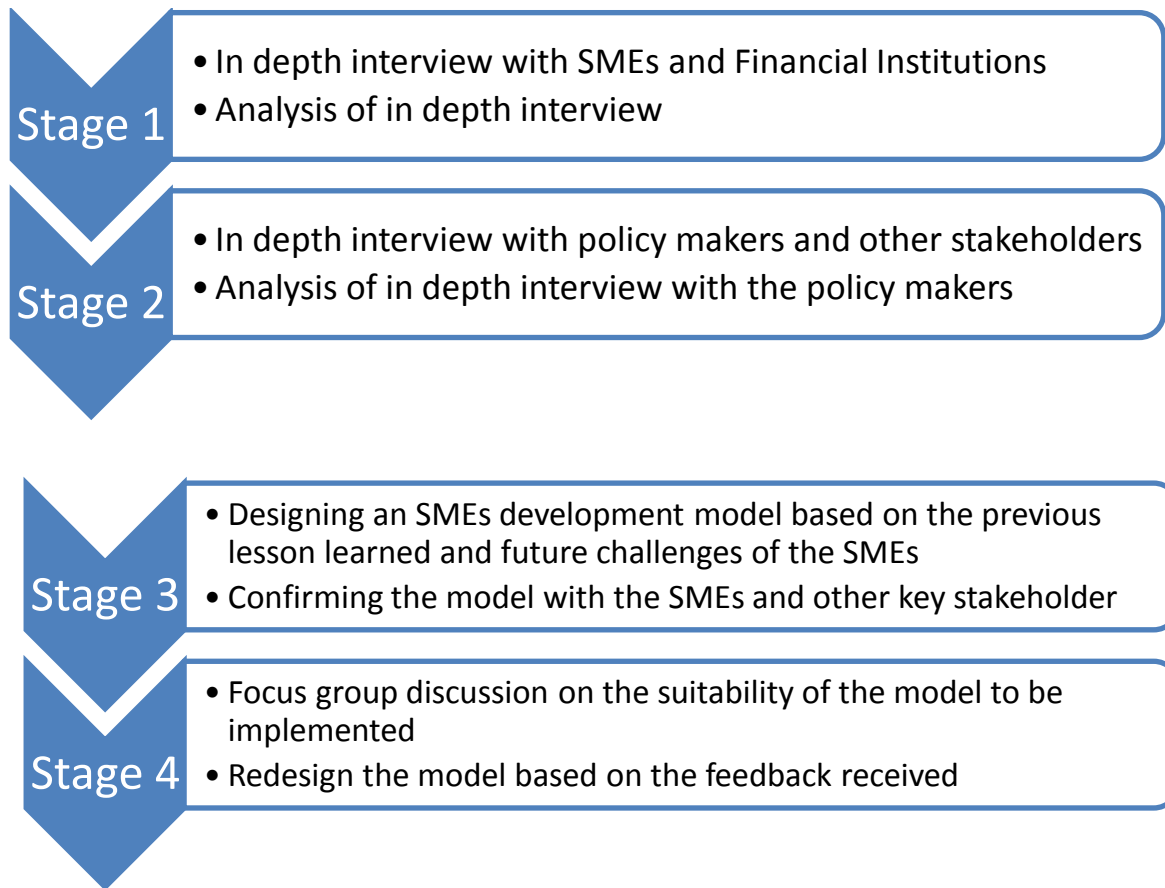 Stage 1
• In depth interview with SMEs and Financial Institutions
• Analysis of in depth interview
Stage 2
• In depth interview with policy makers and other stakeholders
• Analysis of in depth interview with the policy makers
Stage 3
• Designing an SMEs development model based on the previous
lesson learned and future challenges of the SMEs
• Confirming the model with the SMEs and other key stakeholder
Stage 4
• Focus group discussion on the suitability of the model to be
implemented
• Redesign the model based on the feedback received